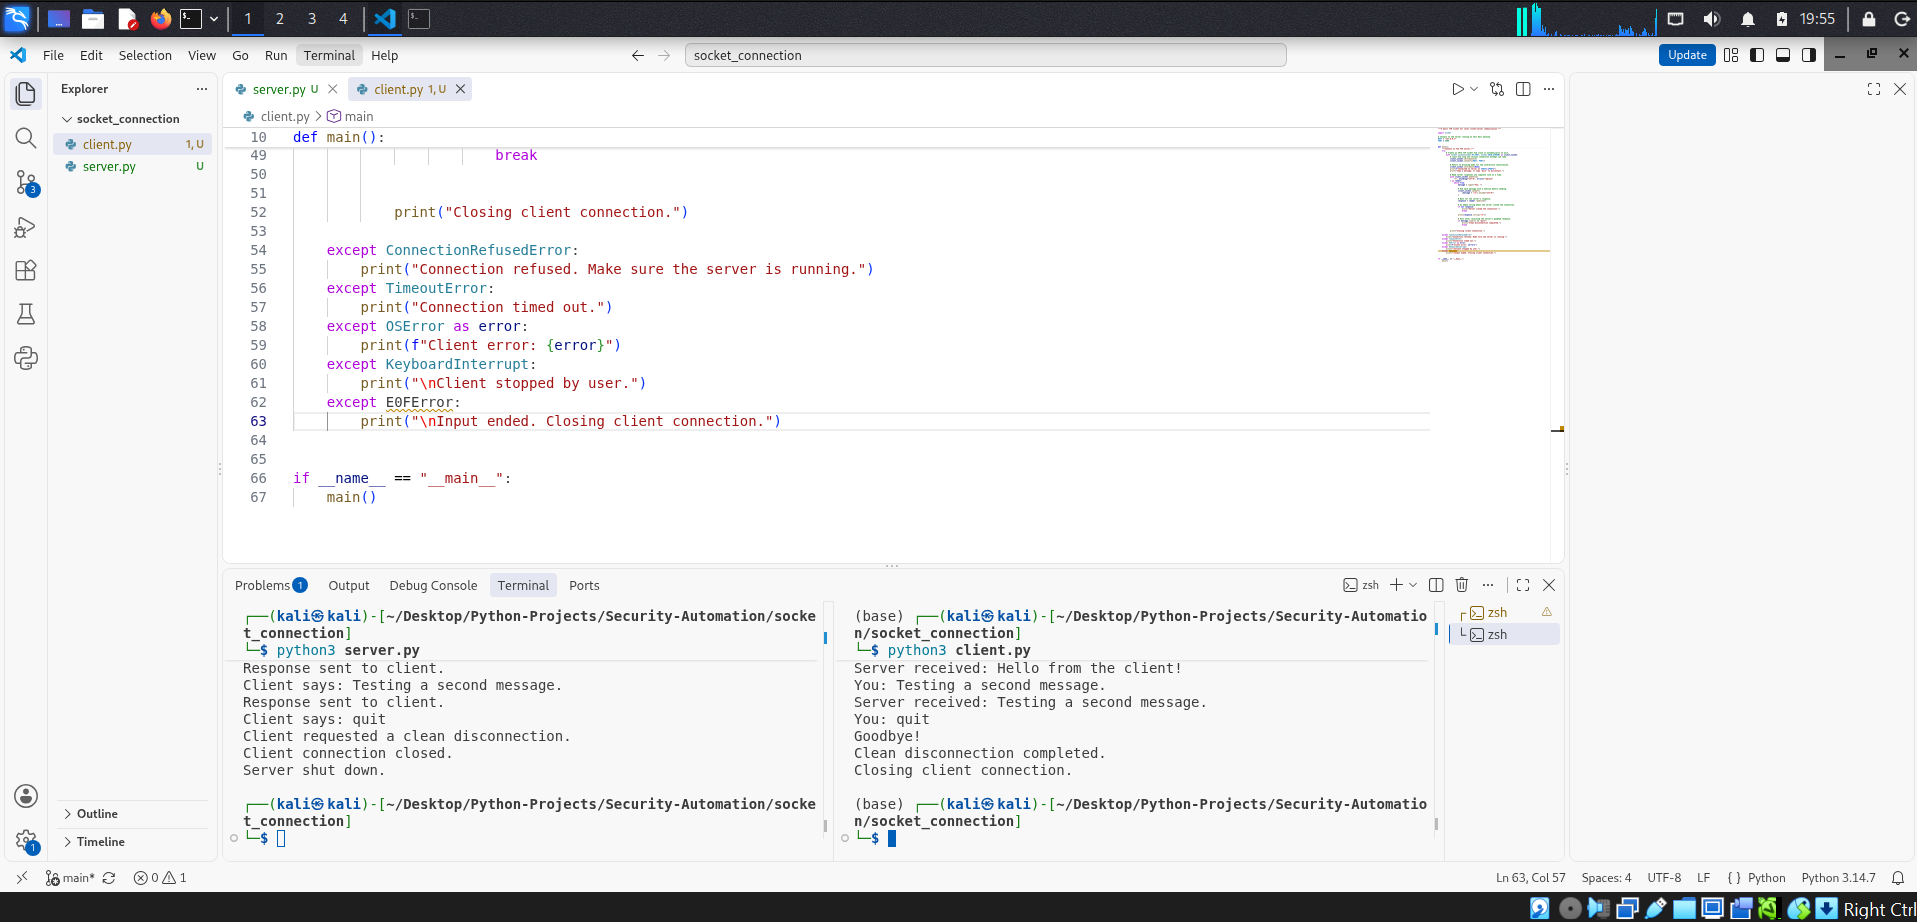 1 2 3 4 19:55
File Edit Selection View Go Run Terminal Help socket_connection Update
Explorer
socket_connection
client.py 1, U
server.py U
3
1
Outline
Timeline
server.py U client.py 1, U
client.py main
10 def main():
49 break
50
51
52 print("Closing client connection.")
53
54 except ConnectionRefusedError:
55 print("Connection refused. Make sure the server is running.")
56 except TimeoutError:
57 print("Connection timed out.")
58 except OSError as error:
59 print(f"Client error: {error}")
60 except KeyboardInterrupt:
61 print("\nClient stopped by user.")
62 except E0FError:
63 print("\nInput ended. Closing client connection.")
64
65
66 if __name__ == "__main__":
67 main()
Problems 1 Output Debug Console Terminal Ports zsh
┌──(kali㉿kali)-[~/Desktop/Python-Projects/Security-Automation/socke
t_connection]
└─$ python3 server.py
Response sent to client.
Client says: Testing a second message.
Response sent to client.
Client says: quit
Client requested a clean disconnection.
Client connection closed.
Server shut down.
┌──(kali㉿kali)-[~/Desktop/Python-Projects/Security-Automation/socke
t_connection]
└─$
(base) ┌──(kali㉿kali)-[~/Desktop/Python-Projects/Security-Automatio
n/socket_connection]
└─$ python3 client.py
Server received: Hello from the client!
You: Testing a second message.
Server received: Testing a second message.
You: quit
Goodbye!
Clean disconnection completed.
Closing client connection.
(base) ┌──(kali㉿kali)-[~/Desktop/Python-Projects/Security-Automatio
n/socket_connection]
└─$
zsh
zsh
main* 0 1 Ln 63, Col 57 Spaces: 4 UTF-8 LF { } Python Python 3.14.7
Right Ctrl